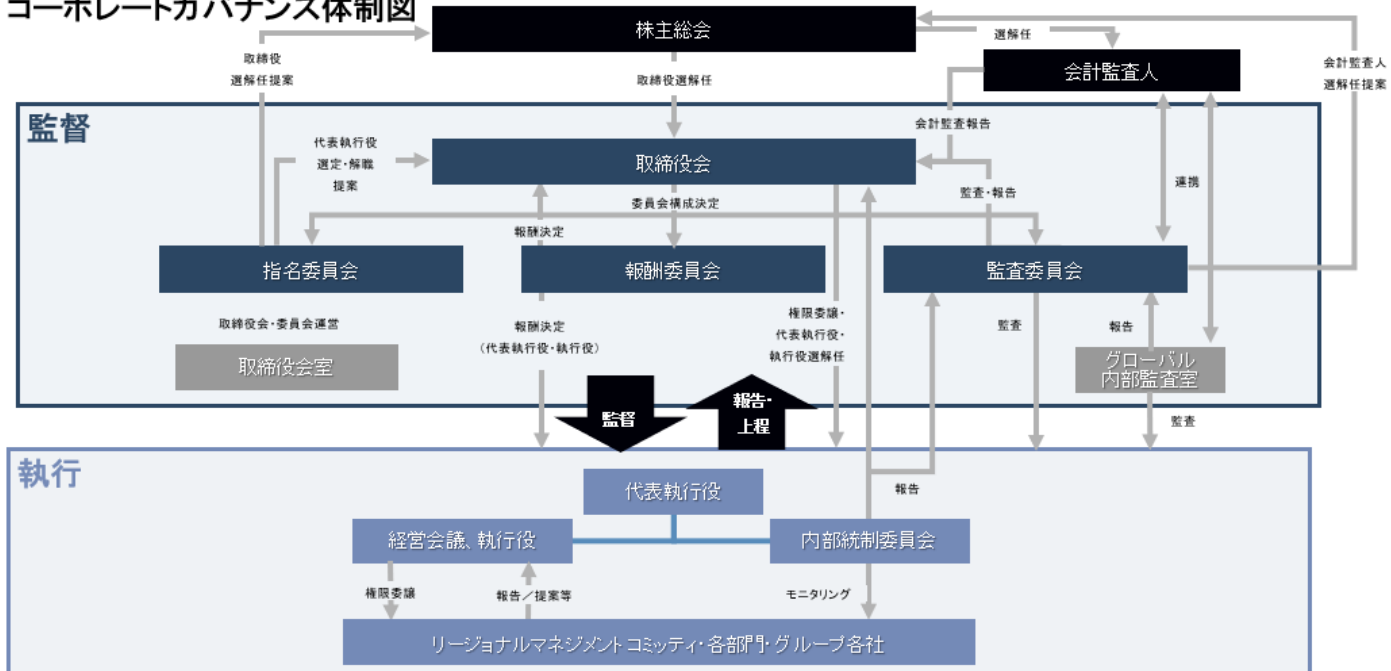 コーポレートガバナンス体制図
株主総会
選解任
取締役
選解任提案
取締役選解任
会計監査人
会計監査人
選解任提案
監督
会計監査報告
代表執行役
選定・解職
提案
取締役会
監査・報告
連携
委員会構成決定
報酬決定
指名委員会
報酬委員会
監査委員会
取締役会・委員会運営
報酬決定
（代表執行役・執行役）
権限委譲・
代表執行役・
執行役選解任
監査
報告
取締役会室
グローバル
内部監査室
監督
報告・
上程
監査
執行
代表執行役
報告
経営会議、執行役
内部統制委員会
権限委譲
報告／提案等
モニタリング
リージョナルマネジメントコミッティ・各部門・グループ各社